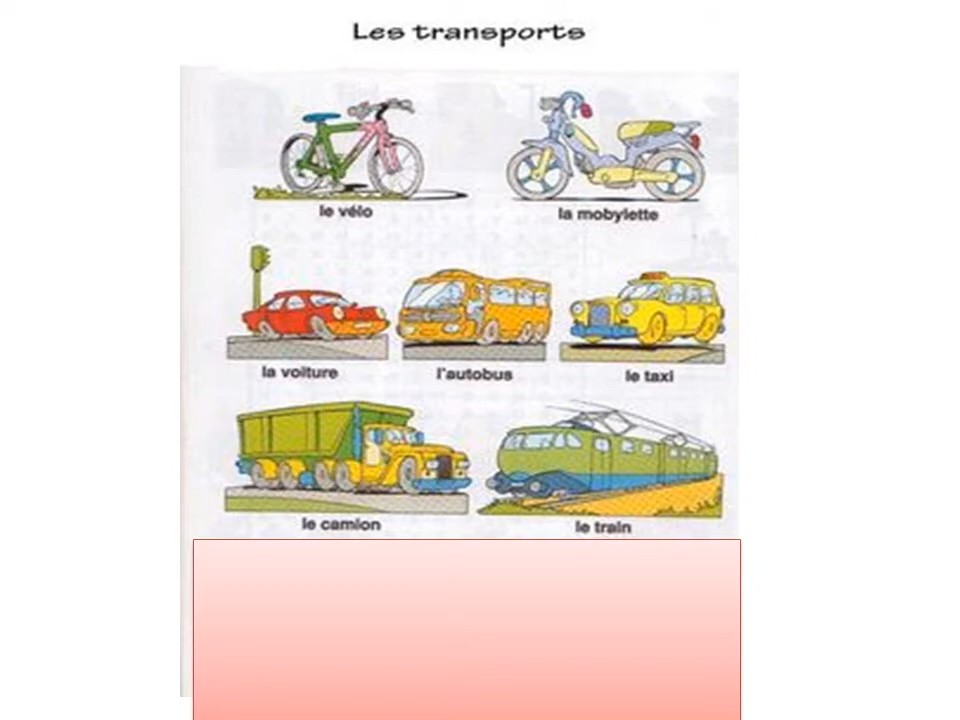 Les transports
le vélo
la mobylette
la voiture
l'autobus
le taxi
le camion
le train